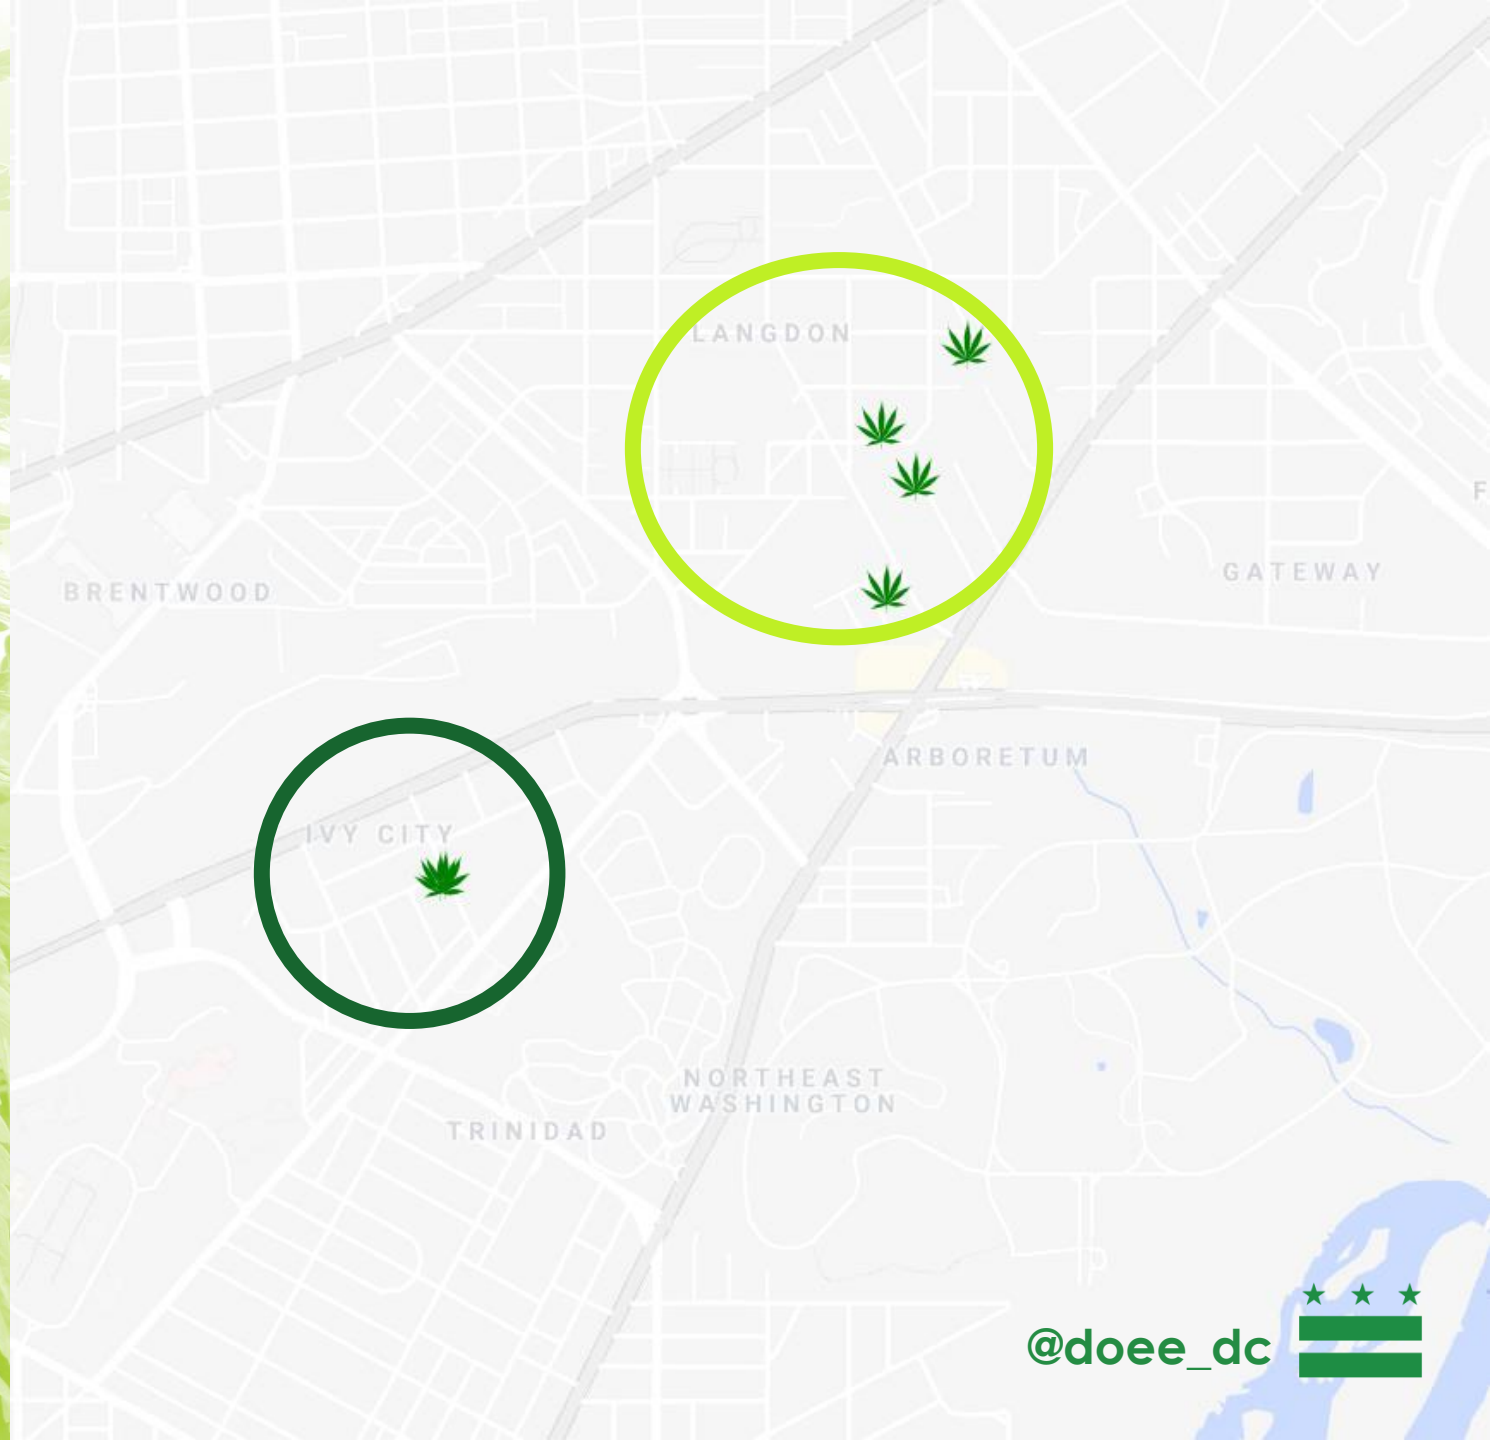 LANGDON
F
BRENTWOOD
GATEWAY
ARBORETUM
IVY CITY
NORTHEAST
WASHINGTON
TRINIDAD
@doee_dc